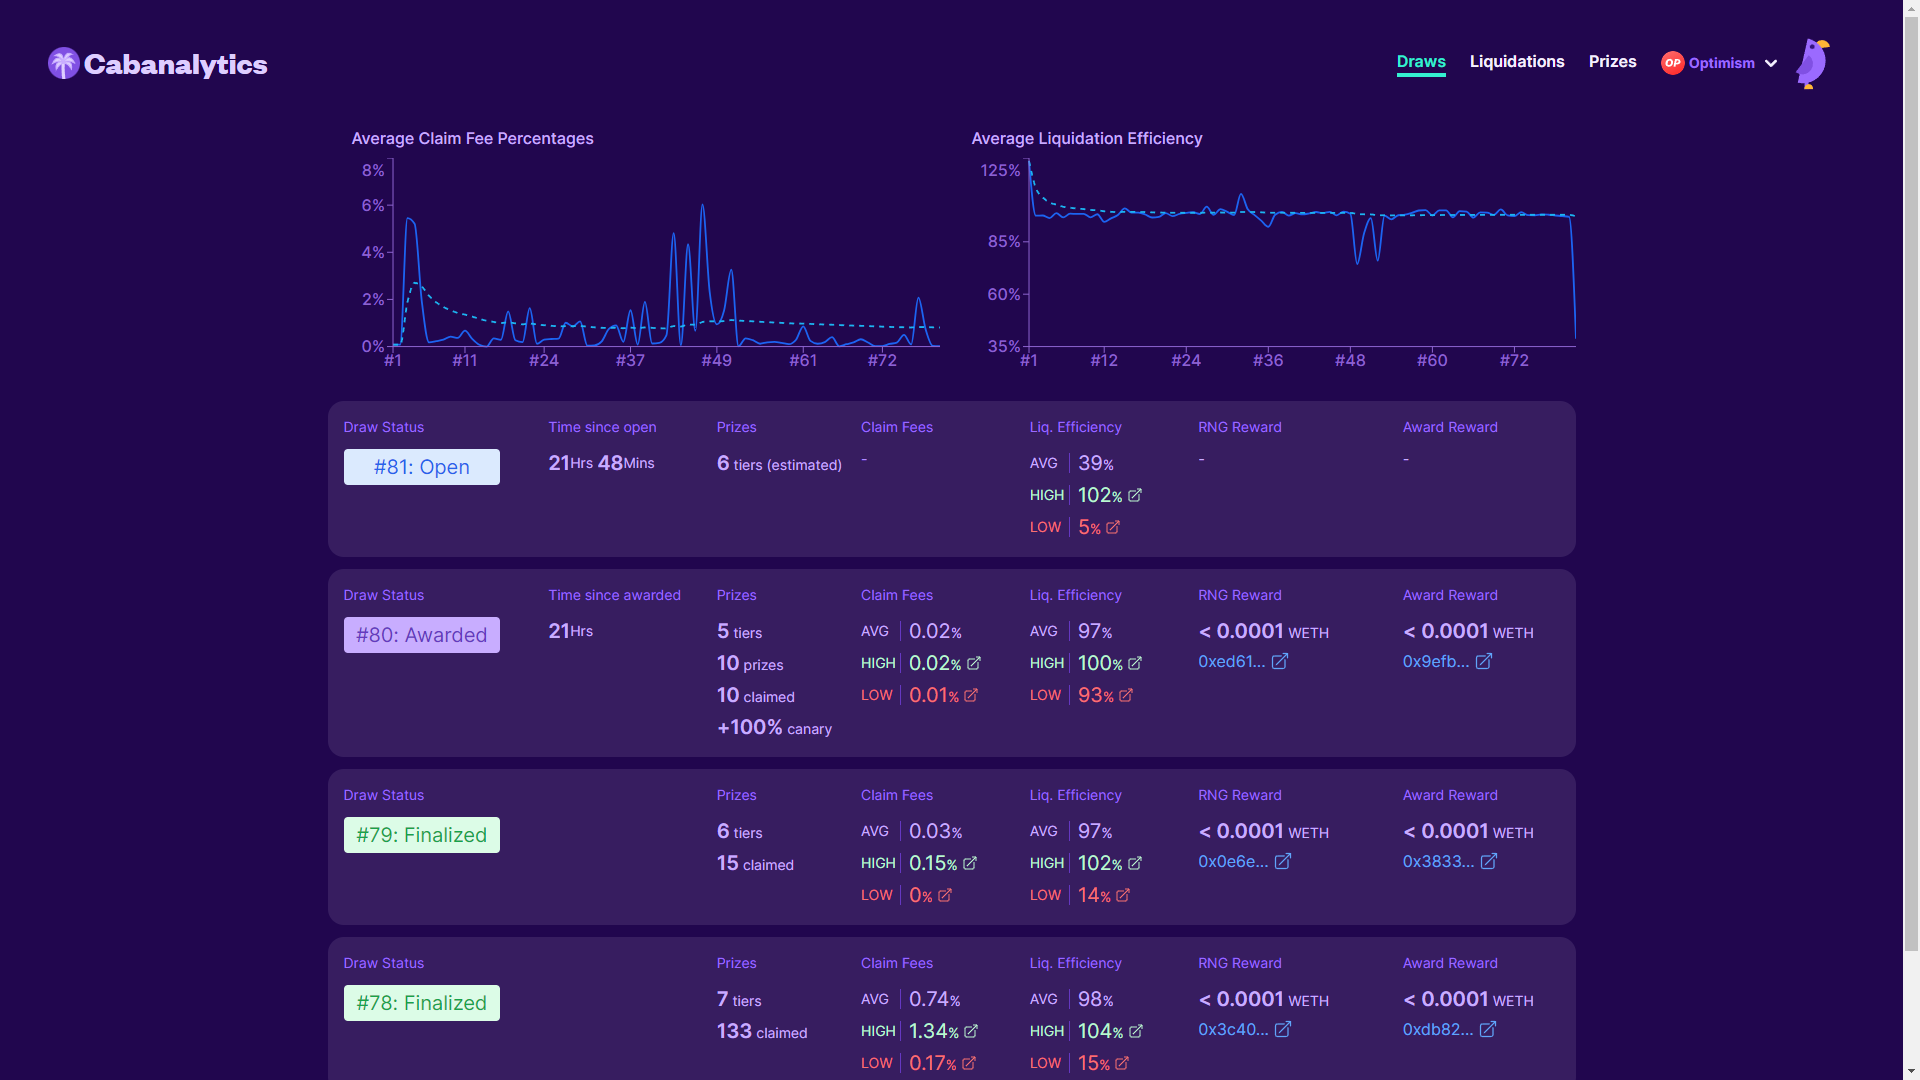 Cabanalytics
Draws
Liquidations
Prizes
OP Optimism
Average Claim Fee Percentages
8%
6%
4%
2%
0%
#1 #11 #24 #37 #49 #61 #72
Average Liquidation Efficiency
125%
85%
60%
35%
#1 #12 #24 #36 #48 #60 #72
Draw Status Time since open Prizes Claim Fees Liq. Efficiency RNG Reward Award Reward
#81: Open 21Hrs 48Mins 6 tiers (estimated) - AVG 39% - -
HIGH 102%
LOW 5%
Draw Status Time since awarded Prizes Claim Fees Liq. Efficiency RNG Reward Award Reward
#80: Awarded 21Hrs 5 tiers AVG 0.02% AVG 97% < 0.0001 WETH < 0.0001 WETH
10 prizes HIGH 0.02% HIGH 100% 0xed61... 0x9efb...
10 claimed LOW 0.01% LOW 93%
+100% canary
Draw Status Prizes Claim Fees Liq. Efficiency RNG Reward Award Reward
#79: Finalized 6 tiers AVG 0.03% AVG 97% < 0.0001 WETH < 0.0001 WETH
15 claimed HIGH 0.15% HIGH 102% 0x0e6e... 0x3833...
LOW 0% LOW 14%
Draw Status Prizes Claim Fees Liq. Efficiency RNG Reward Award Reward
#78: Finalized 7 tiers AVG 0.74% AVG 98% < 0.0001 WETH < 0.0001 WETH
133 claimed HIGH 1.34% HIGH 104% 0x3c40... 0xdb82...
LOW 0.17% LOW 15%